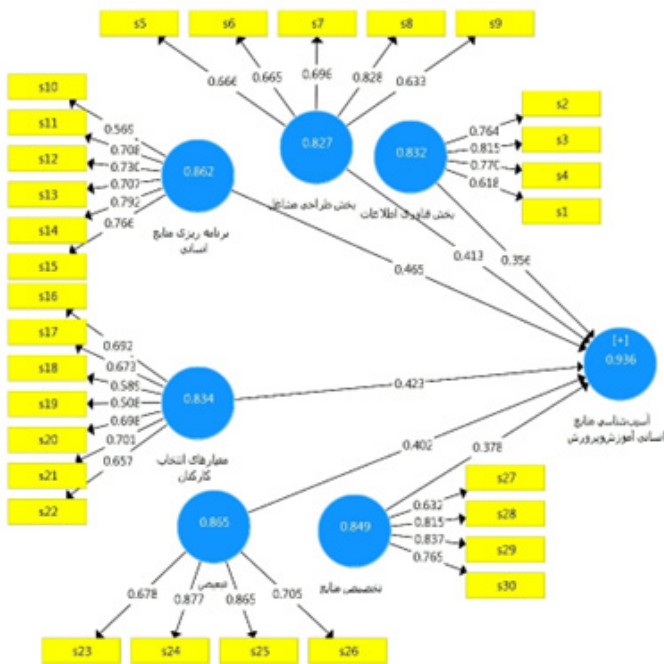 s5
s6
s7
s8
s9
0.666
0.665
0.696
0.828
0.633
s10
s11
s12
s13
s14
s15
0.565
0.708
0.730
0.707
0.792
0.766
0.862
برنامه ریزی منابع
انسانی
0.827
بخش طراحی مشاغل
0.832
بخش فناوری اطلاعات
s2
s3
s4
s1
0.764
0.815
0.770
0.618
0.465
0.413
0.356
[+]
0.936
آسیب‌شناسی منابع
انسانی آموزش‌وپرورش
s16
s17
s18
s19
s20
s21
s22
0.692
0.673
0.585
0.508
0.698
0.701
0.657
0.834
معیارهای انتخاب
کارکنان
0.423
0.402
0.378
0.865
تبعیض
0.849
تخصیص منابع
s27
s28
s29
s30
0.632
0.815
0.837
0.765
0.678
0.877
0.865
0.705
s23
s24
s25
s26